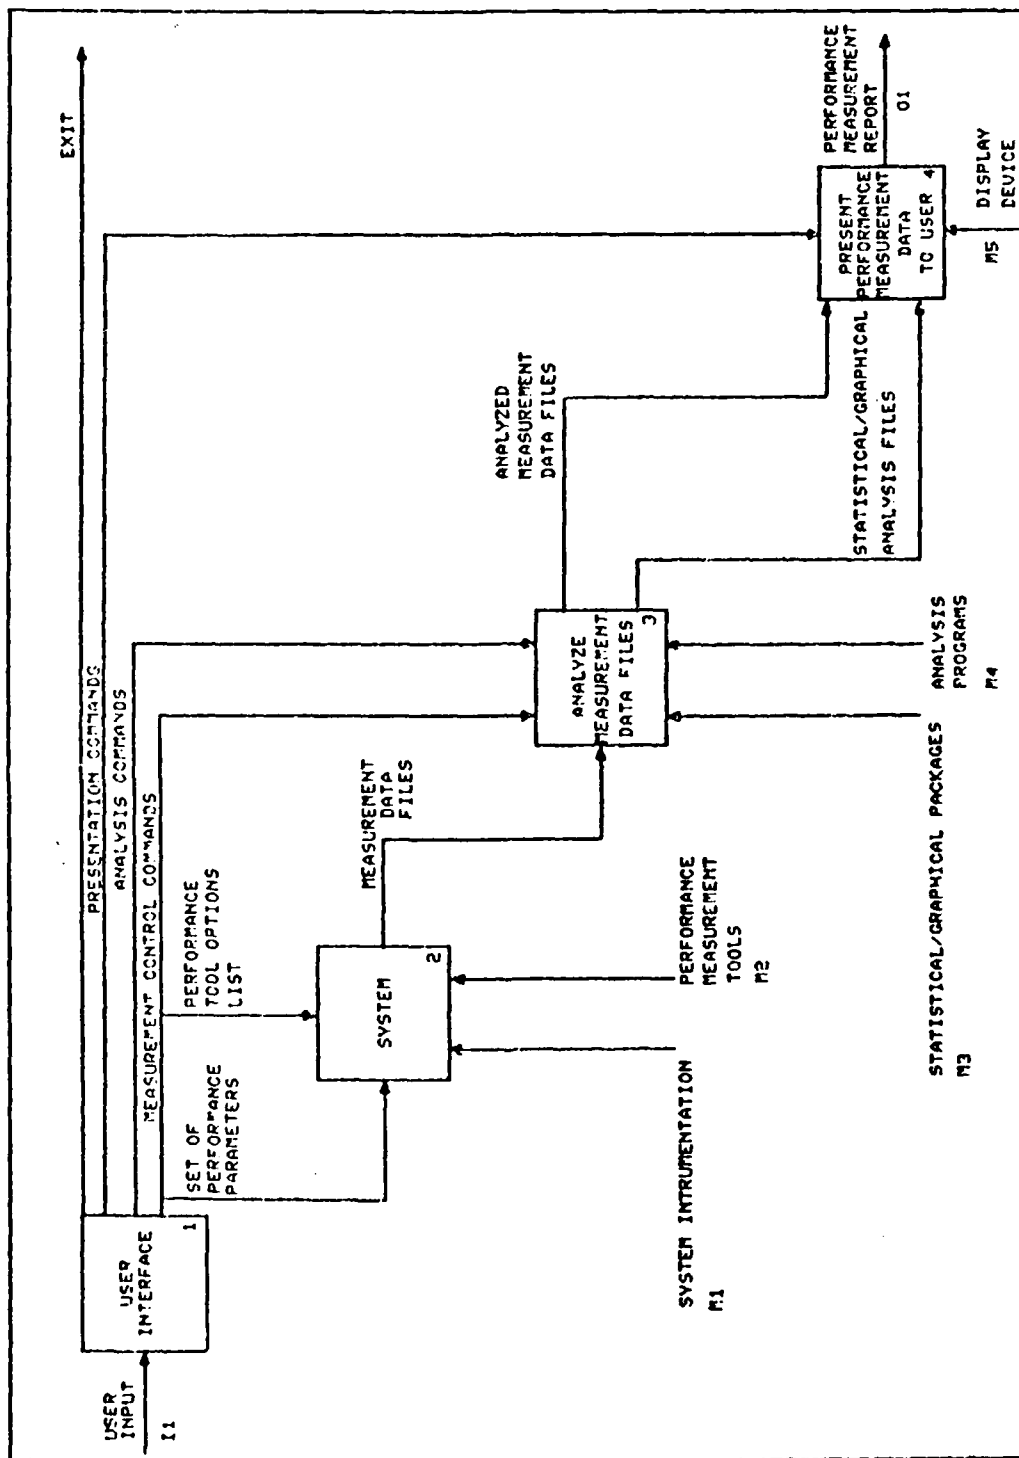 EXIT
PRESENTATION COMMANDS
ANALYSIS COMMANDS
MEASUREMENT CONTROL COMMANDS
USER
INPUT
I1
USER
INTERFACE
1
SET OF
PERFORMANCE
PARAMETERS
PERFORMANCE
TOOL OPTIONS
LIST
SYSTEM
2
MEASUREMENT
DATA
FILES
SYSTEM INTRUMENTATION
M1
PERFORMANCE
MEASUREMENT
TOOLS
M2
ANALYZE
MEASUREMENT
DATA FILES
3
ANALYZED
MEASUREMENT
DATA FILES
STATISTICAL/GRAPHICAL
ANALYSIS FILES
STATISTICAL/GRAPHICAL PACKAGES
M3
ANALYSIS
PROGRAMS
M4
PRESENT
PERFORMANCE
MEASUREMENT
DATA
TO USER 4
PERFORMANCE
MEASUREMENT
REPORT
O1
DISPLAY
DEVICE
M5